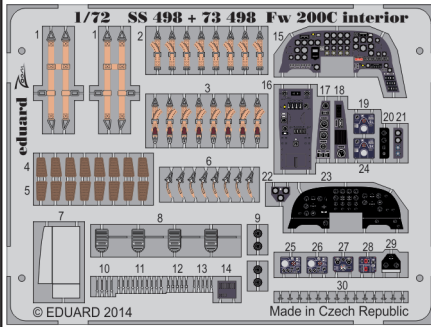 1/72 SS 498 + 73 498 Fw 200C interior
1 1 2 15
eduard Zoom
3 16 17 18 19 20 21
24
4 6
5 22 23
7 8 9
25 26 27 28 29
10 11 12 13 14
30
© EDUARD 2014 Made in Czech Republic